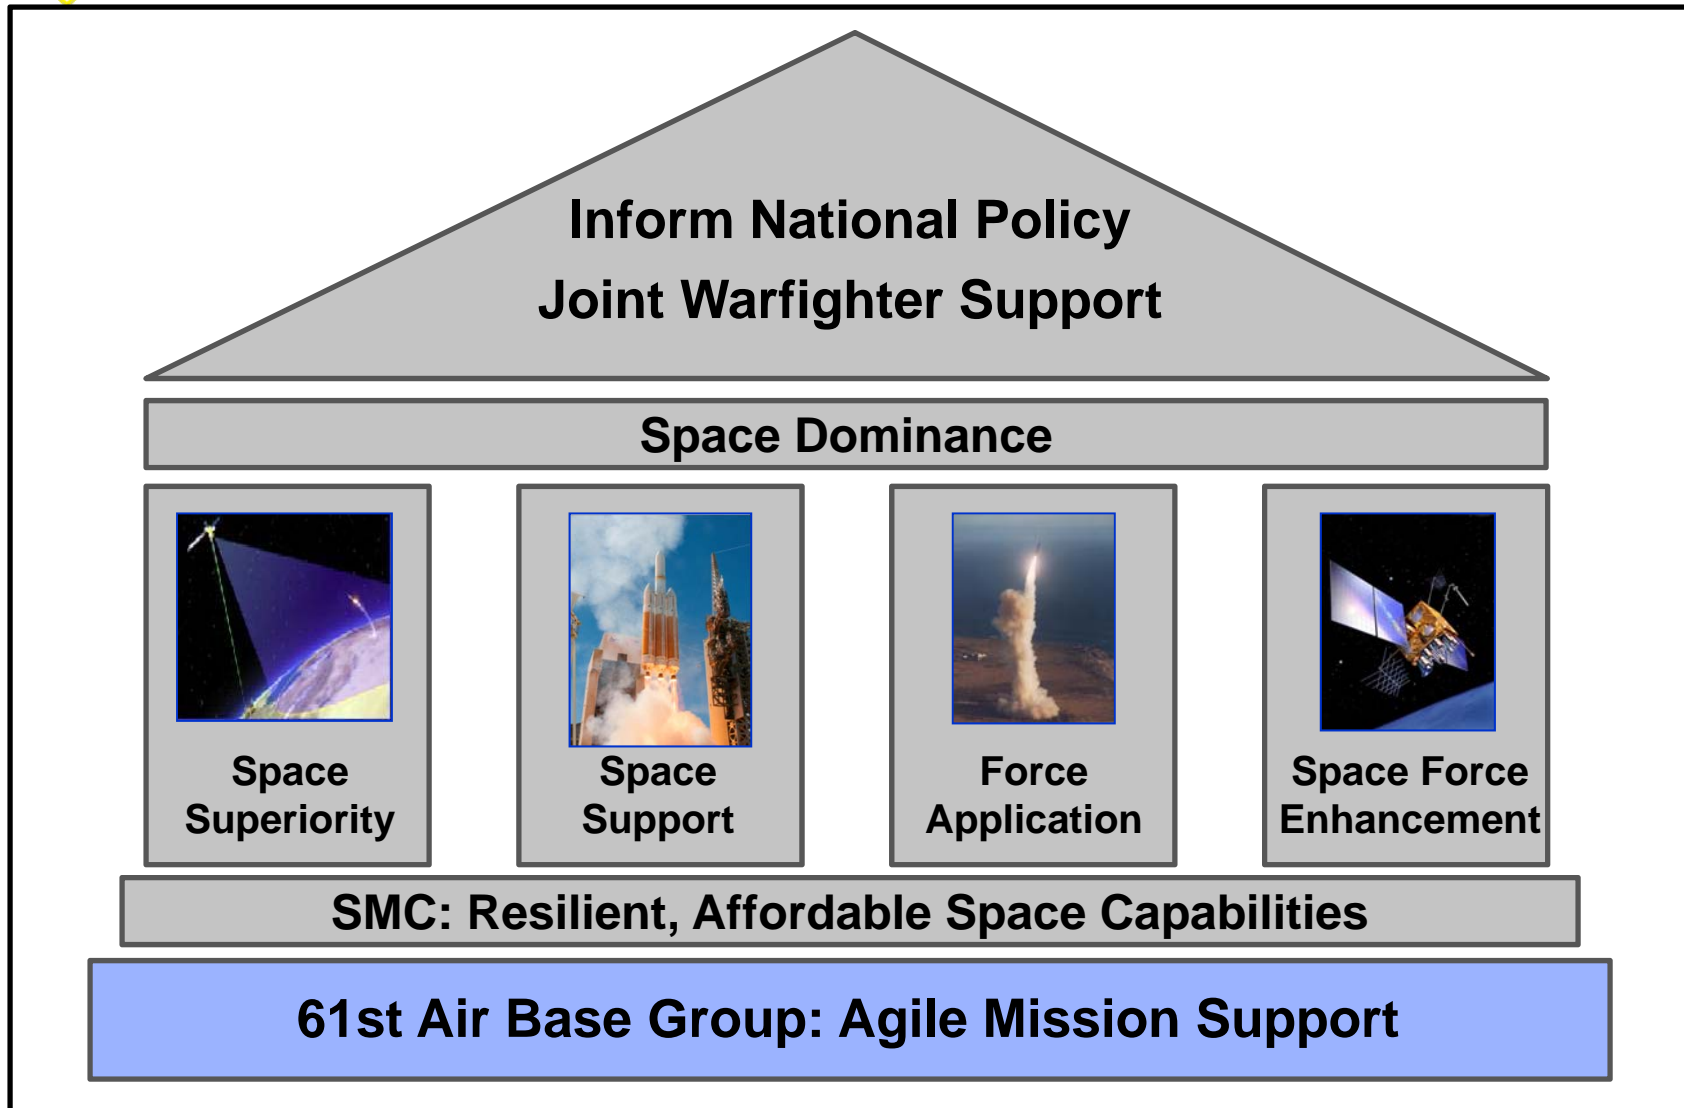 Inform National Policy
Joint Warfighter Support
Space Dominance
Space
Superiority
Space
Support
Force
Application
Space Force
Enhancement
SMC: Resilient, Affordable Space Capabilities
61st Air Base Group: Agile Mission Support